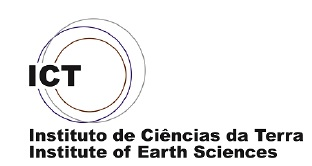 ICT
Instituto de Ciências da Terra
Institute of Earth Sciences